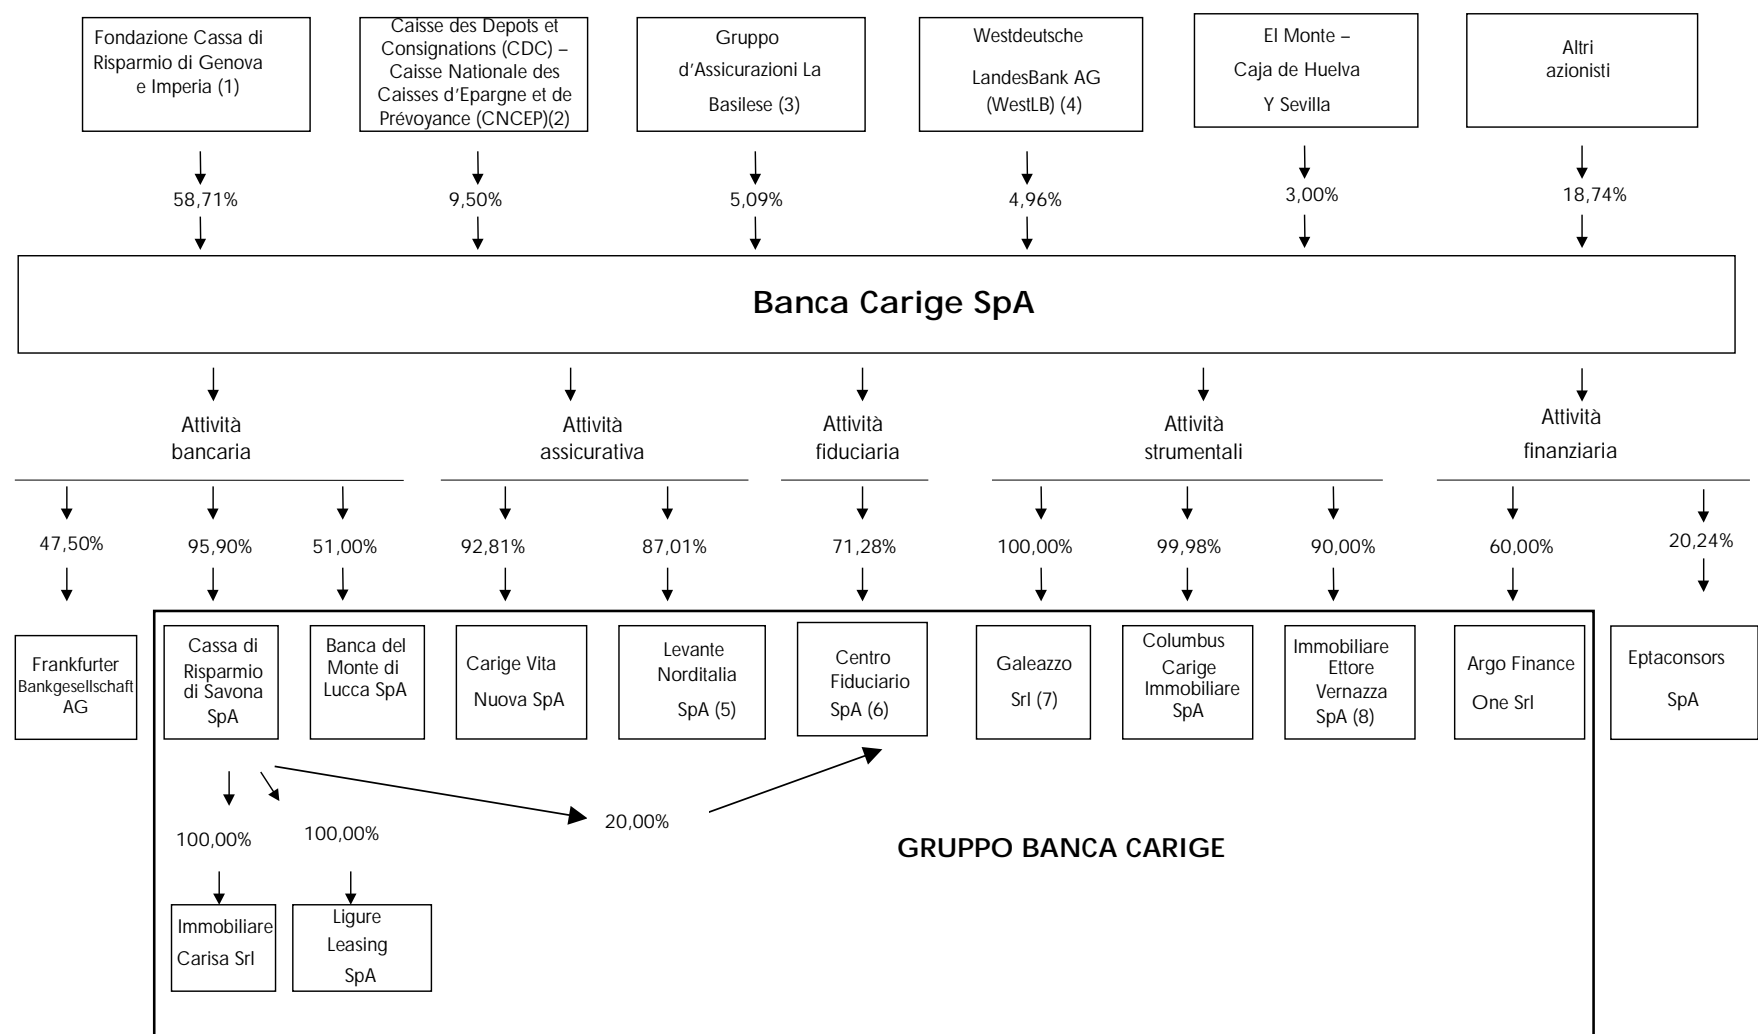 Fondazione Cassa di
Risparmio di Genova
e Imperia (1)
Caisse des Depots et
Consignations (CDC) –
Caisse Nationale des
Caisses d'Epargne et de
Prévoyance (CNCEP)(2)
Gruppo
d'Assicurazioni La
Basilese (3)
Westdeutsche
LandesBank AG
(WestLB) (4)
El Monte –
Caja de Huelva
Y Sevilla
Altri
azionisti
58,71%
9,50%
5,09%
4,96%
3,00%
18,74%
Banca Carige SpA
Attività
bancaria
Attività
assicurativa
Attività
fiduciaria
Attività
strumentali
Attività
finanziaria
47,50%
95,90%
51,00%
92,81%
87,01%
71,28%
100,00%
99,98%
90,00%
60,00%
20,24%
Frankfurter
Bankgesellschaft
AG
Cassa di
Risparmio
di Savona
SpA
Banca del
Monte di
Lucca SpA
Carige Vita
Nuova SpA
Levante
Norditalia
SpA (5)
Centro
Fiduciario
SpA (6)
Galeazzo
Srl (7)
Columbus
Carige
Immobiliare
SpA
Immobiliare
Ettore
Vernazza
SpA (8)
Argo Finance
One Srl
Eptaconsors
SpA
100,00%
100,00%
20,00%
GRUPPO BANCA CARIGE
Immobiliare
Carisa Srl
Ligure
Leasing
SpA